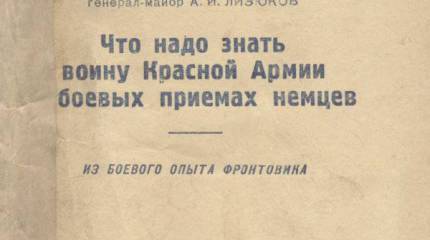 генерал-майор А. И. ЛИЗЮКОВ
Что надо знать
воину Красной Армии
боевых приемах немцев
ИЗ БОЕВОГО ОПЫТА ФРОНТОВИКА